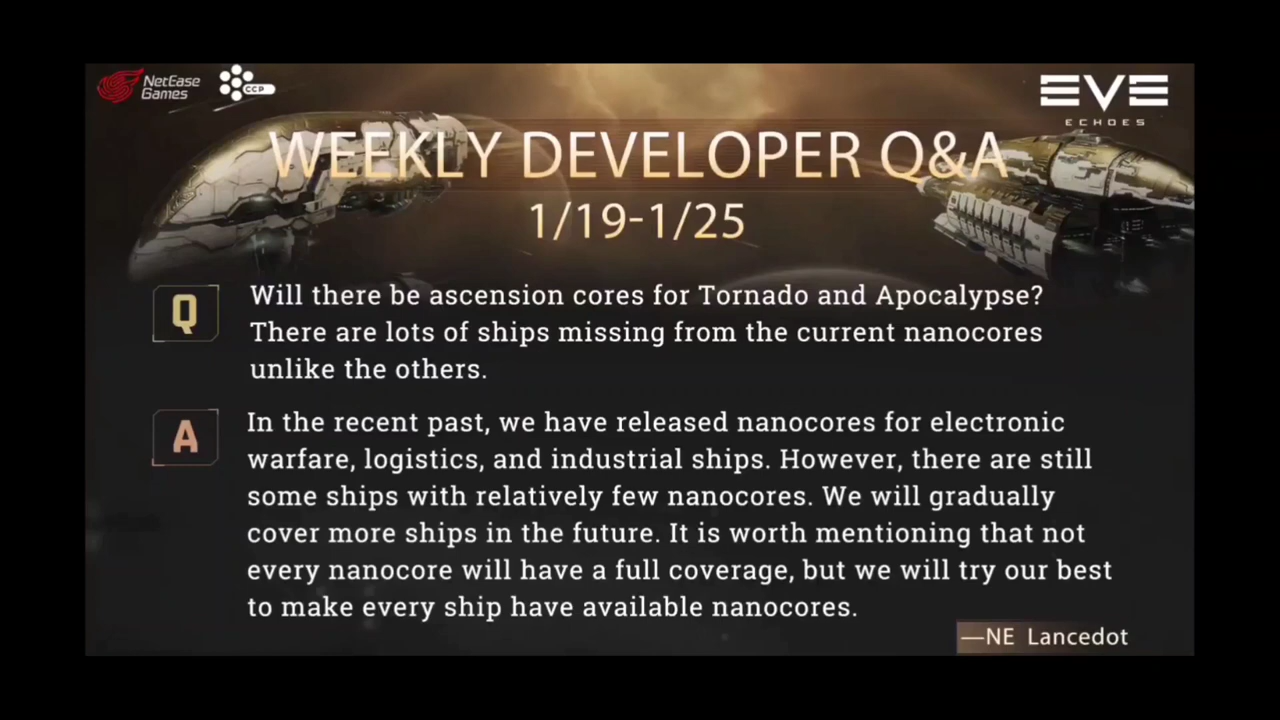 NetEase
Games
CCP
EVE
ECHOES
WEEKLY DEVELOPER Q&A
1/19-1/25
Q
Will there be ascension cores for Tornado and Apocalypse?
There are lots of ships missing from the current nanocores
unlike the others.
A
In the recent past, we have released nanocores for electronic
warfare, logistics, and industrial ships. However, there are still
some ships with relatively few nanocores. We will gradually
cover more ships in the future. It is worth mentioning that not
every nanocore will have a full coverage, but we will try our best
to make every ship have available nanocores.
—NE Lancedot